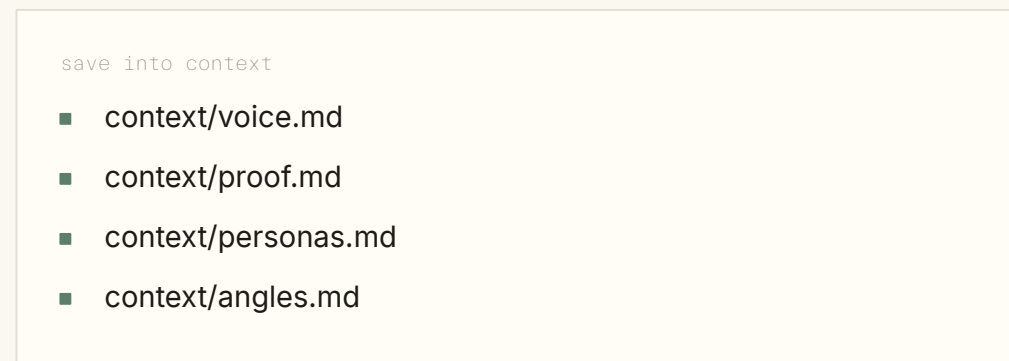 save into context
context/voice.md
context/proof.md
context/personas.md
context/angles.md